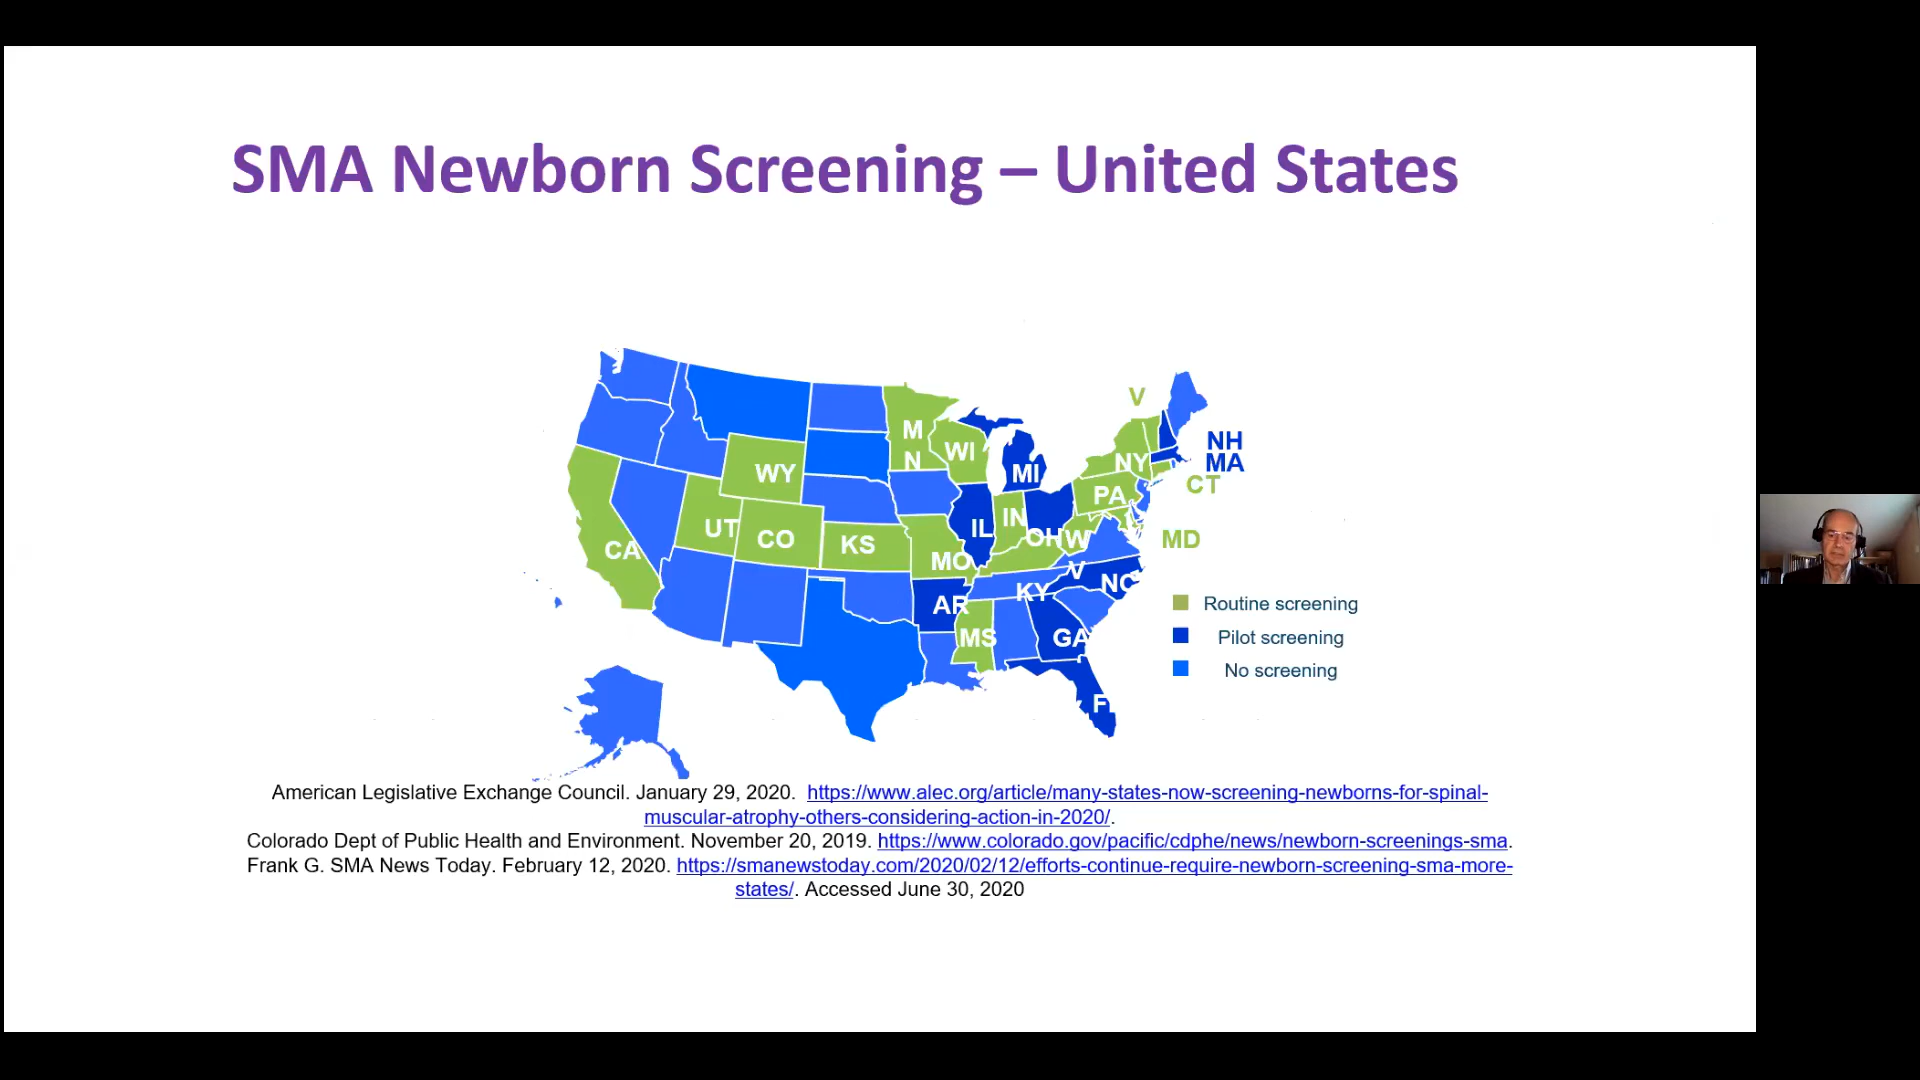 SMA Newborn Screening – United States
V
M
N
WI
MI
NH
MA
NY
CT
WY
PA
UT
CO
KS
IL
IN
OH
W
V
MD
CA
MO
KY
NC
AR
MS
GA
F
Routine screening
Pilot screening
No screening
American Legislative Exchange Council. January 29, 2020. https://www.alec.org/article/many-states-now-screening-newborns-for-spinal-
muscular-atrophy-others-considering-action-in-2020/.
Colorado Dept of Public Health and Environment. November 20, 2019. https://www.colorado.gov/pacific/cdphe/news/newborn-screenings-sma.
Frank G. SMA News Today. February 12, 2020. https://smanewstoday.com/2020/02/12/efforts-continue-require-newborn-screening-sma-more-
states/. Accessed June 30, 2020